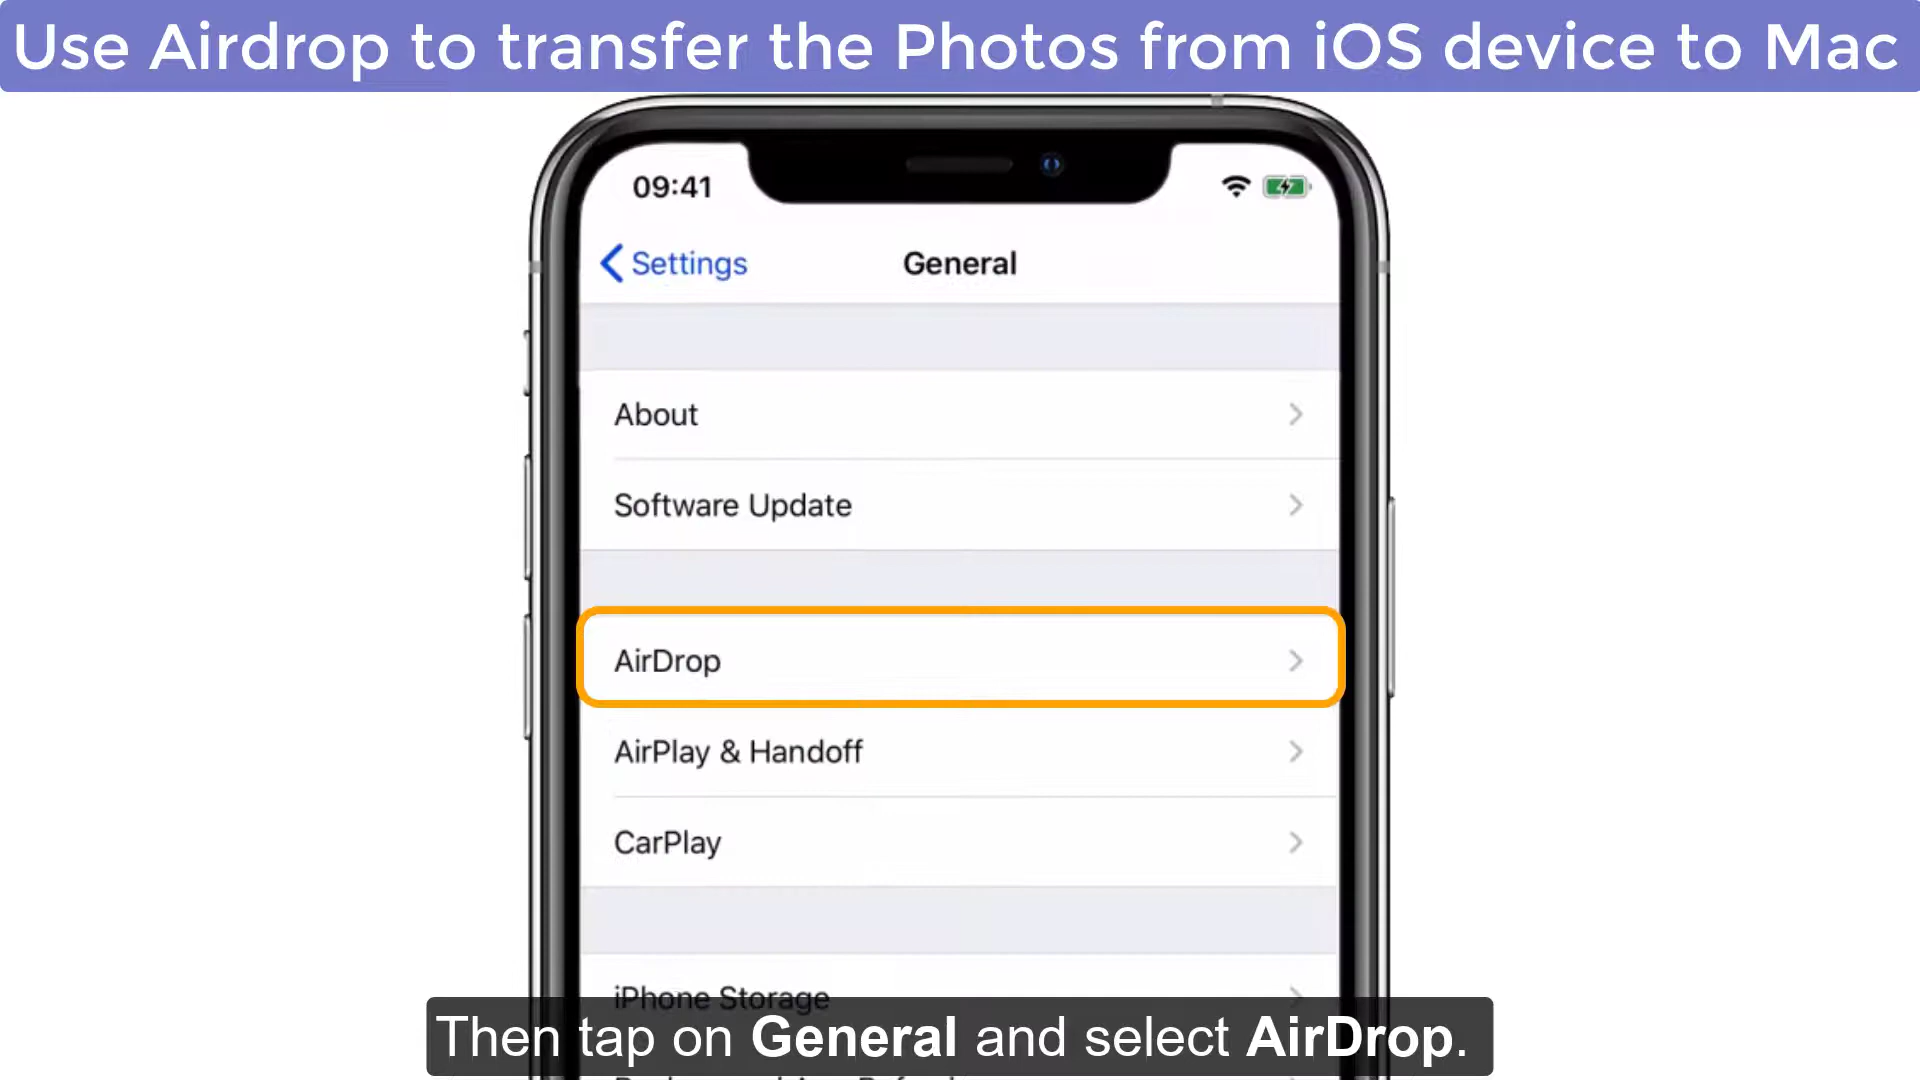 Use Airdrop to transfer the Photos from iOS device to Mac
09:41
Settings
General
About
Software Update
AirDrop
AirPlay & Handoff
CarPlay
iPhone Storage
Then tap on General and select AirDrop.